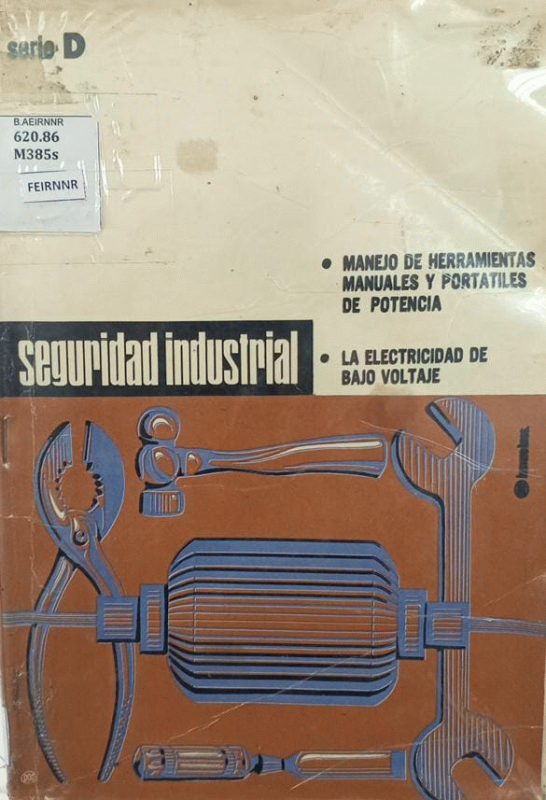 serie D
B.AEIRNNR
620.86
M385s
FEIRNNR
• MANEJO DE HERRAMIENTAS
MANUALES Y PORTATILES
DE POTENCIA
seguridad industrial
• LA ELECTRICIDAD DE
BAJO VOLTAJE